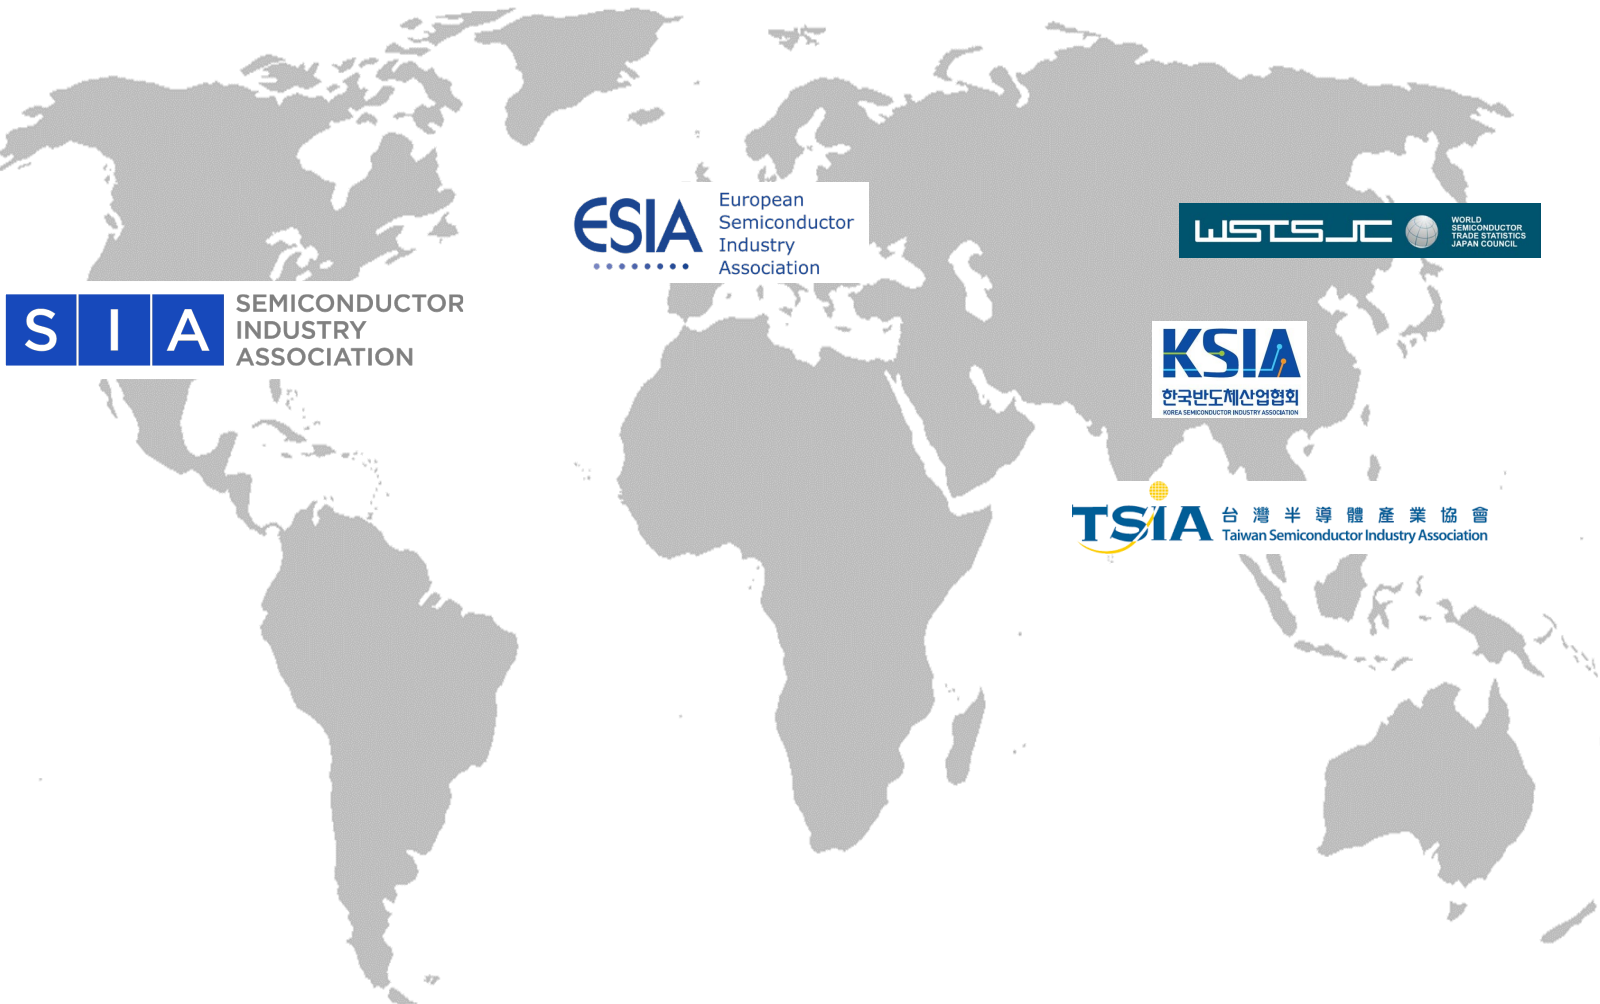 ESIA
European
Semiconductor
Industry
Association
WSTS_JC
WORLD
SEMICONDUCTOR
TRADE STATISTICS
JAPAN COUNCIL
SIA
SEMICONDUCTOR
INDUSTRY
ASSOCIATION
KSIA
한국반도체산업협회
KOREA SEMICONDUCTOR INDUSTRY ASSOCIATION
TSIA
台灣半導體產業協會
Taiwan Semiconductor Industry Association